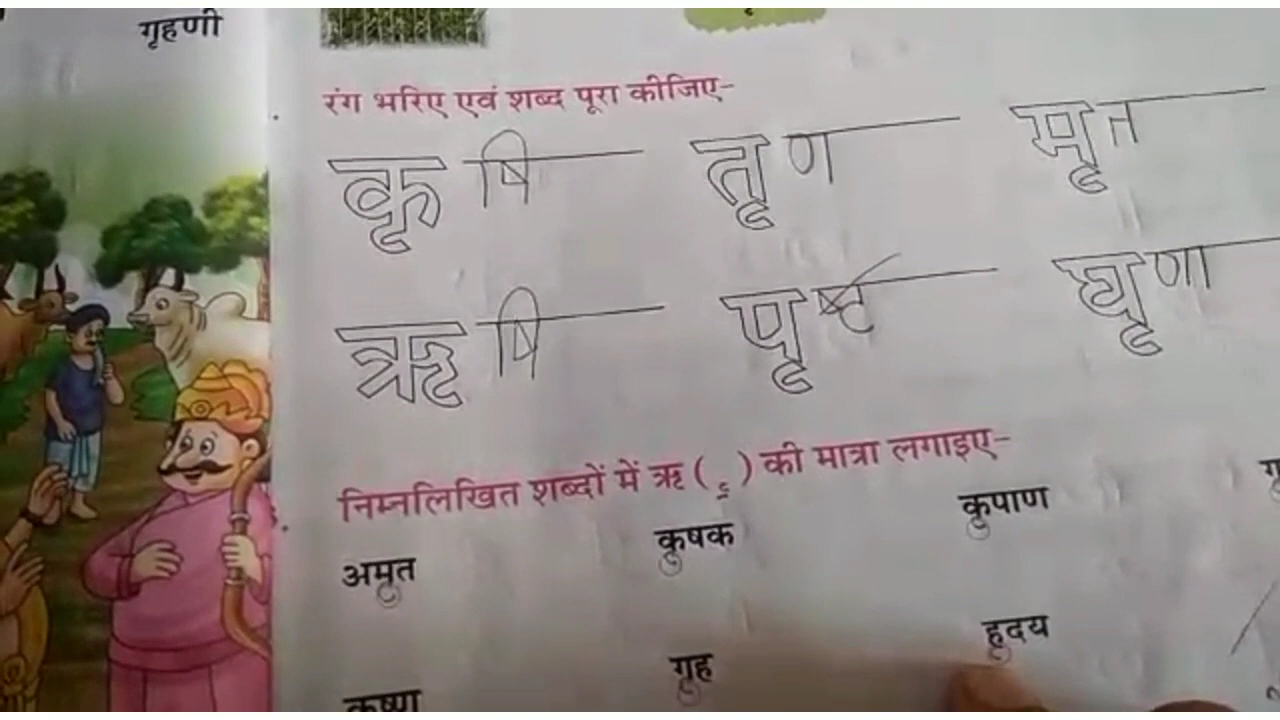 गृहणी
रंग भरिए एवं शब्द पूरा कीजिए-
कृषि तृण मृत
ऋषि पृष्ठ घृणा
निम्नलिखित शब्दों में ऋ ( ृ ) की मात्रा लगाइए-
अमृत कृषक कृपाण
गृह हृदय